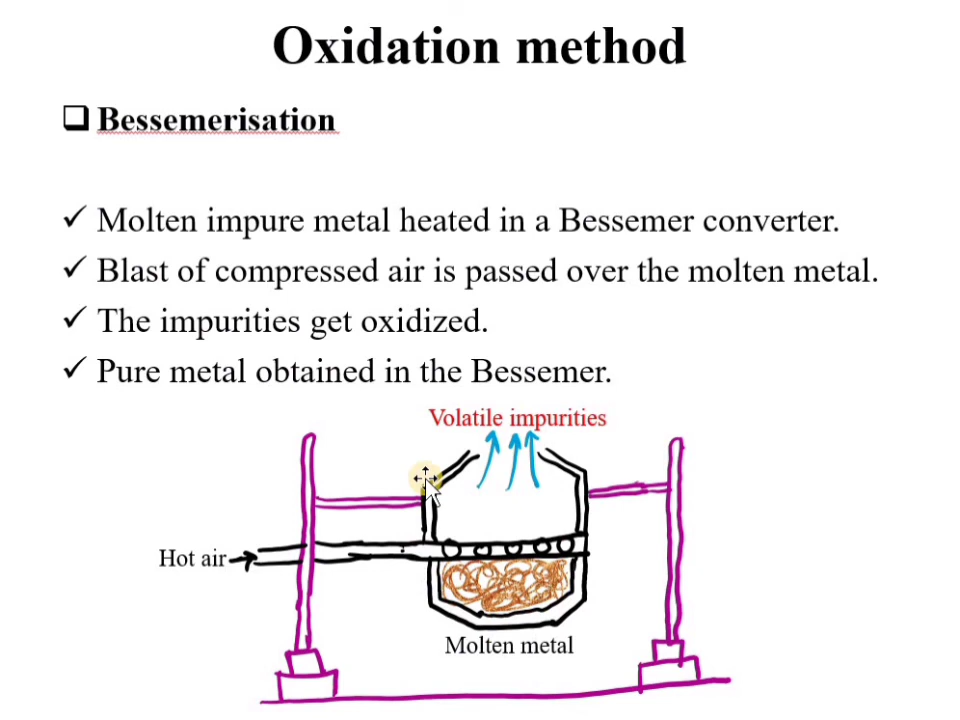 Oxidation method
Bessemerisation
Molten impure metal heated in a Bessemer converter.
Blast of compressed air is passed over the molten metal.
The impurities get oxidized.
Pure metal obtained in the Bessemer.
Volatile impurities
Hot air
Molten metal